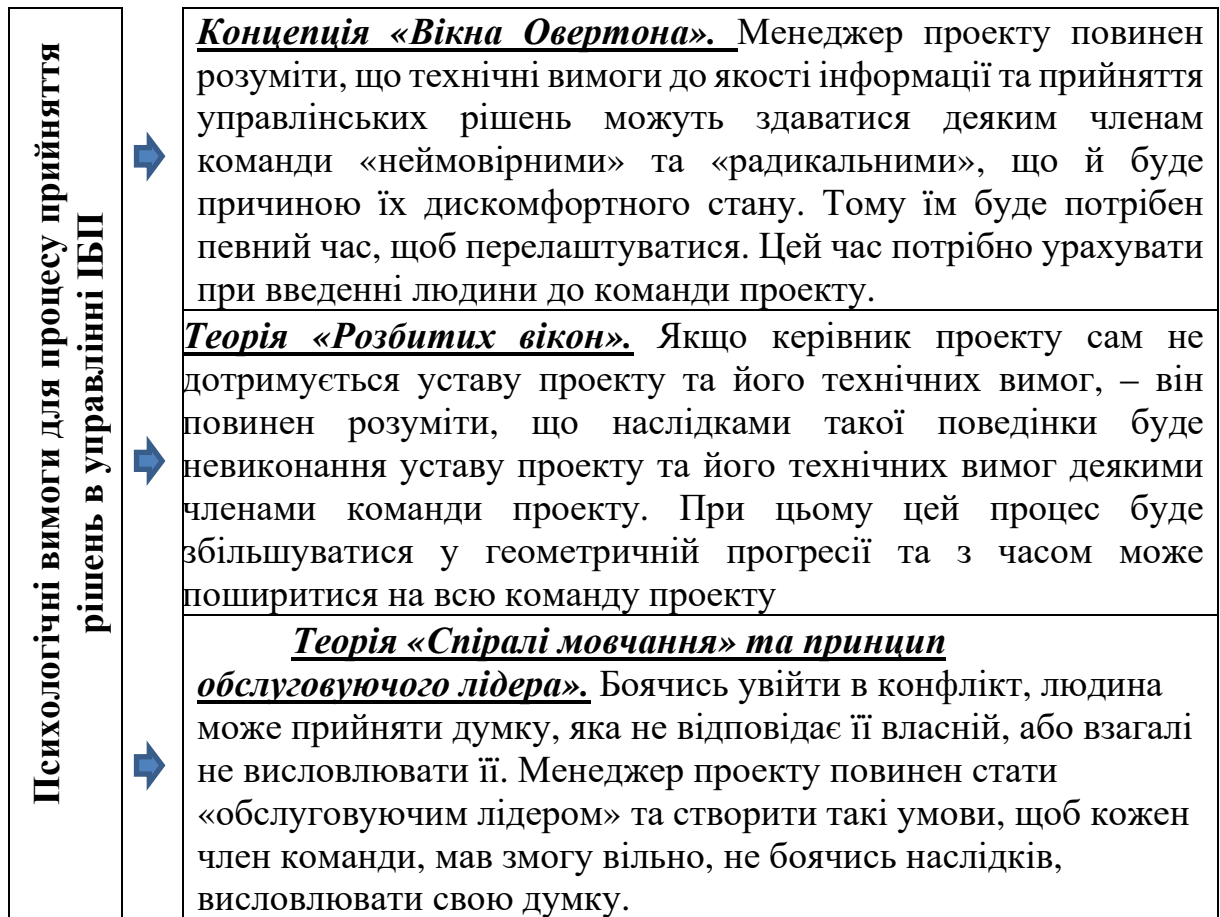 Психологічні вимоги для процесу прийняття
рішень в управлінні ІБП
Концепція «Вікна Овертона». Менеджер проекту повинен
розуміти, що технічні вимоги до якості інформації та прийняття
управлінських рішень можуть здаватися деяким членам
команди «неймовірними» та «радикальними», що й буде
причиною їх дискомфортного стану. Тому їм буде потрібен
певний час, щоб перелаштуватися. Цей час потрібно урахувати
при введенні людини до команди проекту.
Теорія «Розбитих вікон». Якщо керівник проекту сам не
дотримується уставу проекту та його технічних вимог, – він
повинен розуміти, що наслідками такої поведінки буде
невиконання уставу проекту та його технічних вимог деякими
членами команди проекту. При цьому цей процес буде
збільшуватися у геометричній прогресії та з часом може
поширитися на всю команду проекту
Теорія «Спіралі мовчання» та принцип
обслуговуючого лідера». Боячись увійти в конфлікт, людина
може прийняти думку, яка не відповідає її власній, або взагалі
не висловлювати її. Менеджер проекту повинен стати
«обслуговуючим лідером» та створити такі умови, щоб кожен
член команди, мав змогу вільно, не боячись наслідків,
висловлювати свою думку.